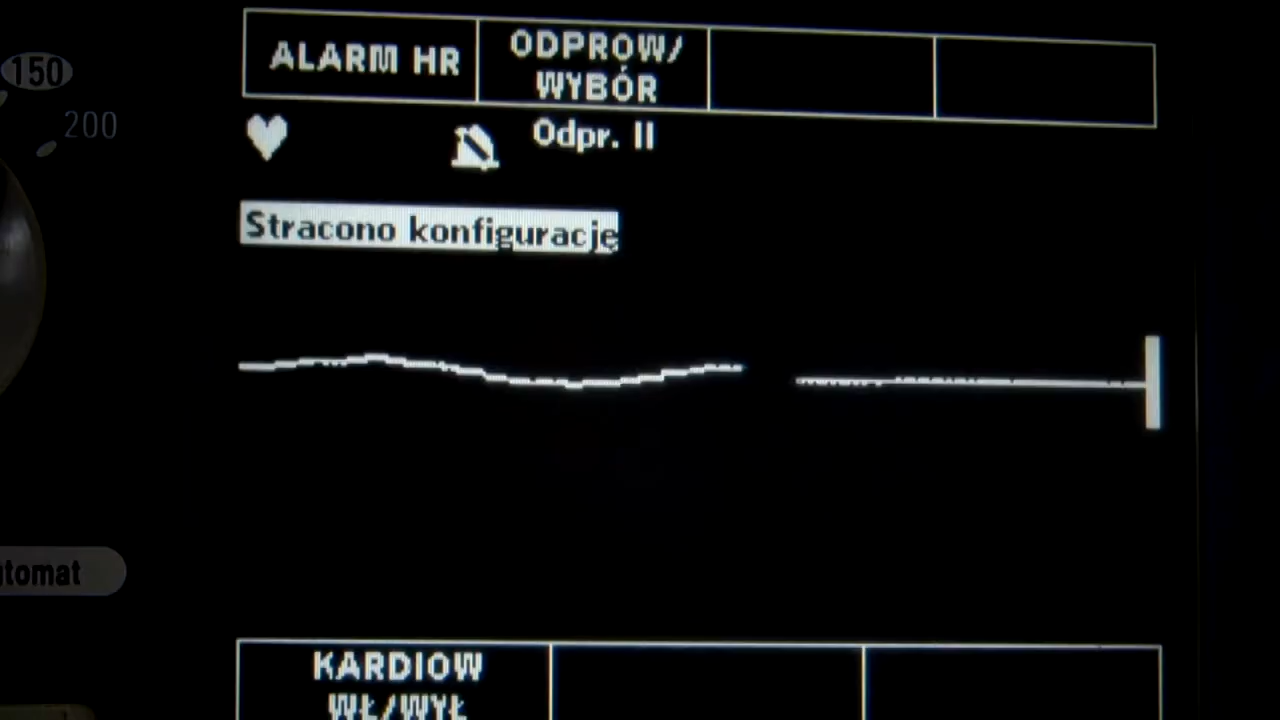 ALARM HR
ODPROW/
WYBÓR
150
200
Odpr. II
Stracono konfigurację
tomat
KARDIOW
WŁ/WYŁ